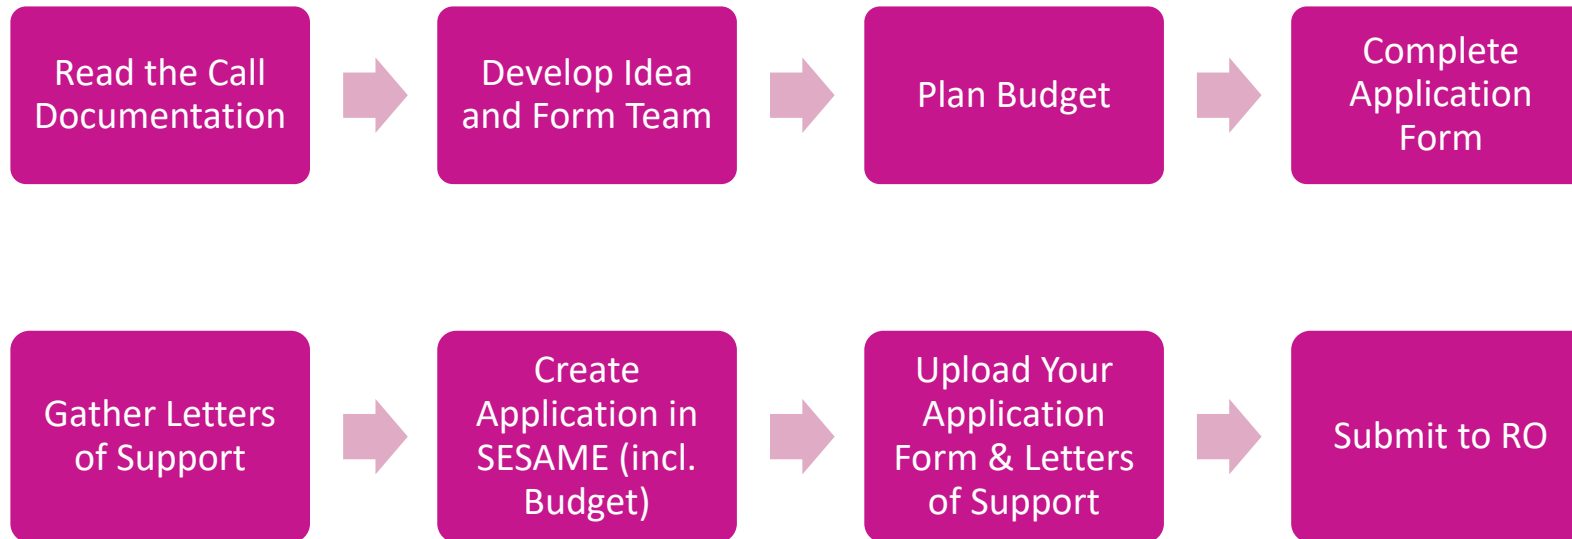 Read the Call
Documentation
Develop Idea
and Form Team
Plan Budget
Complete
Application
Form
Gather Letters
of Support
Create
Application in
SESAME (incl.
Budget)
Upload Your
Application
Form & Letters
of Support
Submit to RO